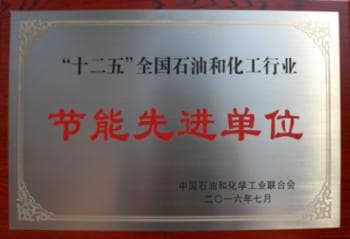 “十二五”全国石油和化工行业
节能先进单位
中国石油和化学工业联合会
二〇一六年七月